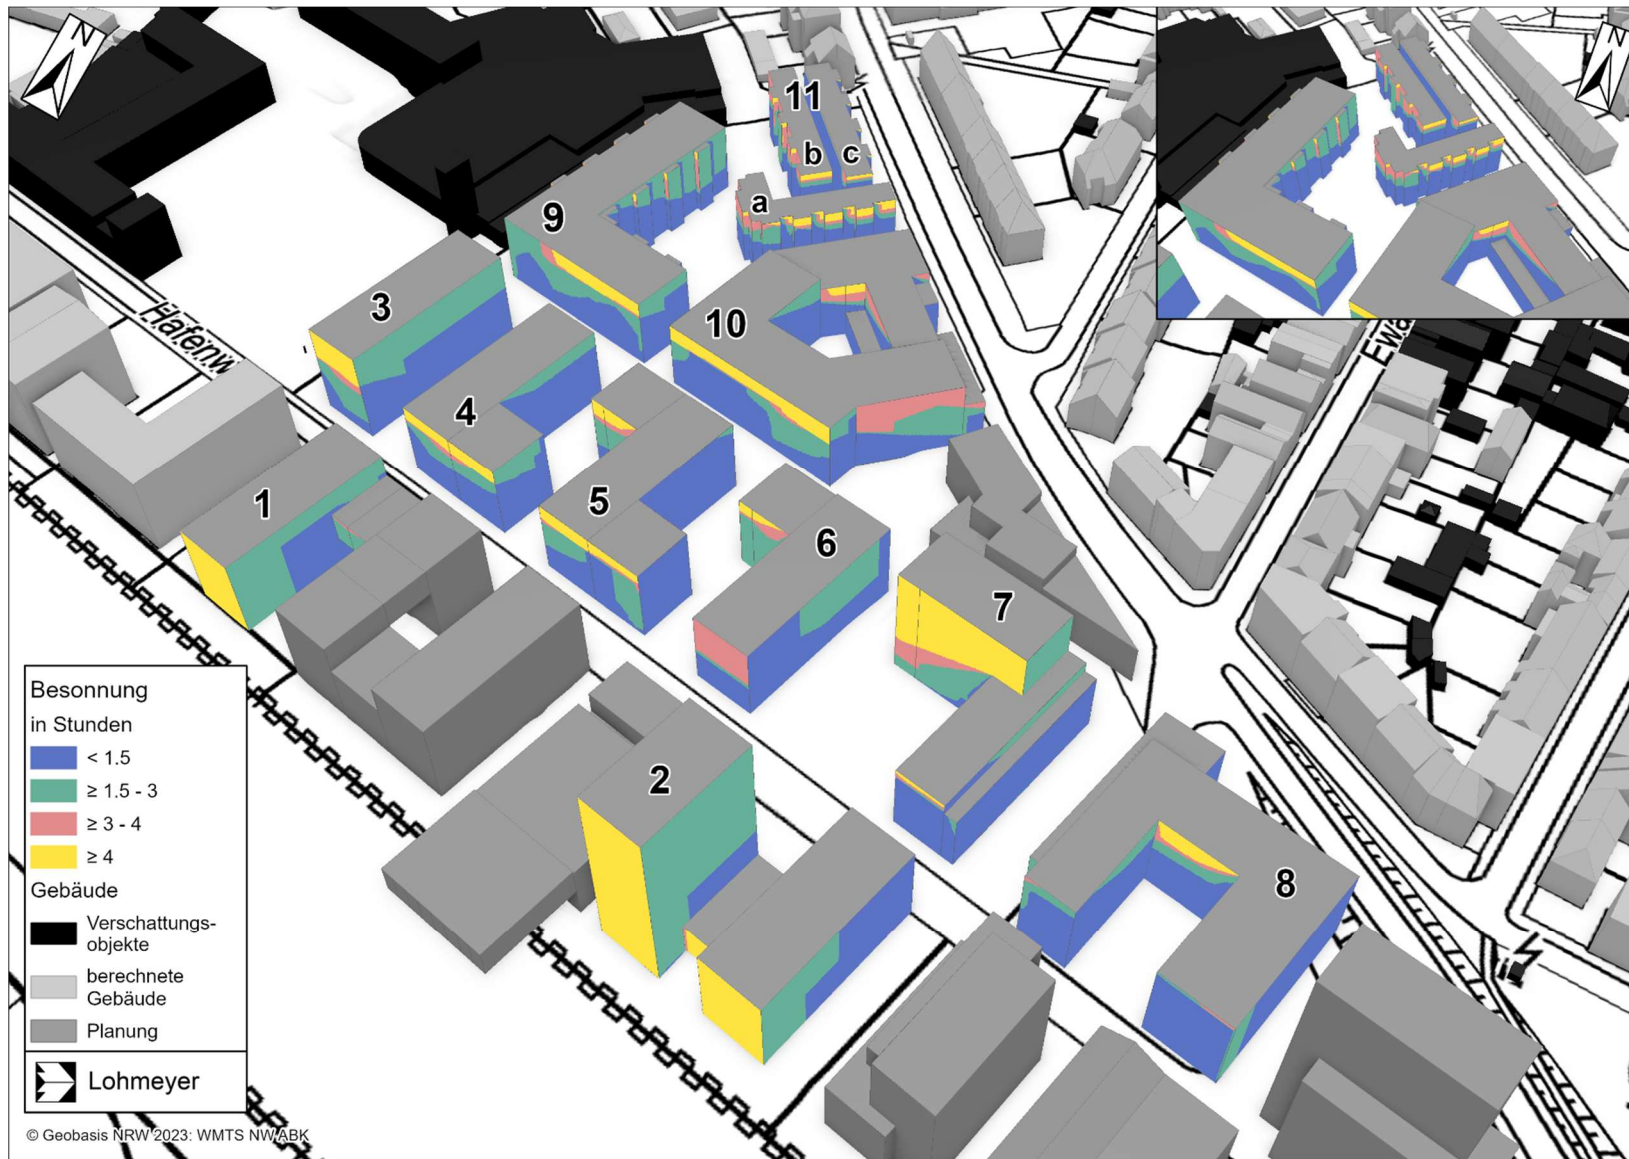 N
N
11
b
c
a
9
3
10
Hafenw
4
1
5
6
7
2
8
Ewa
Besonnung
in Stunden
< 1.5
≥ 1.5 - 3
≥ 3 - 4
≥ 4
Gebäude
Verschattungs-
objekte
berechnete
Gebäude
Planung
Lohmeyer
© Geobasis NRW 2023: WMTS NW ABK